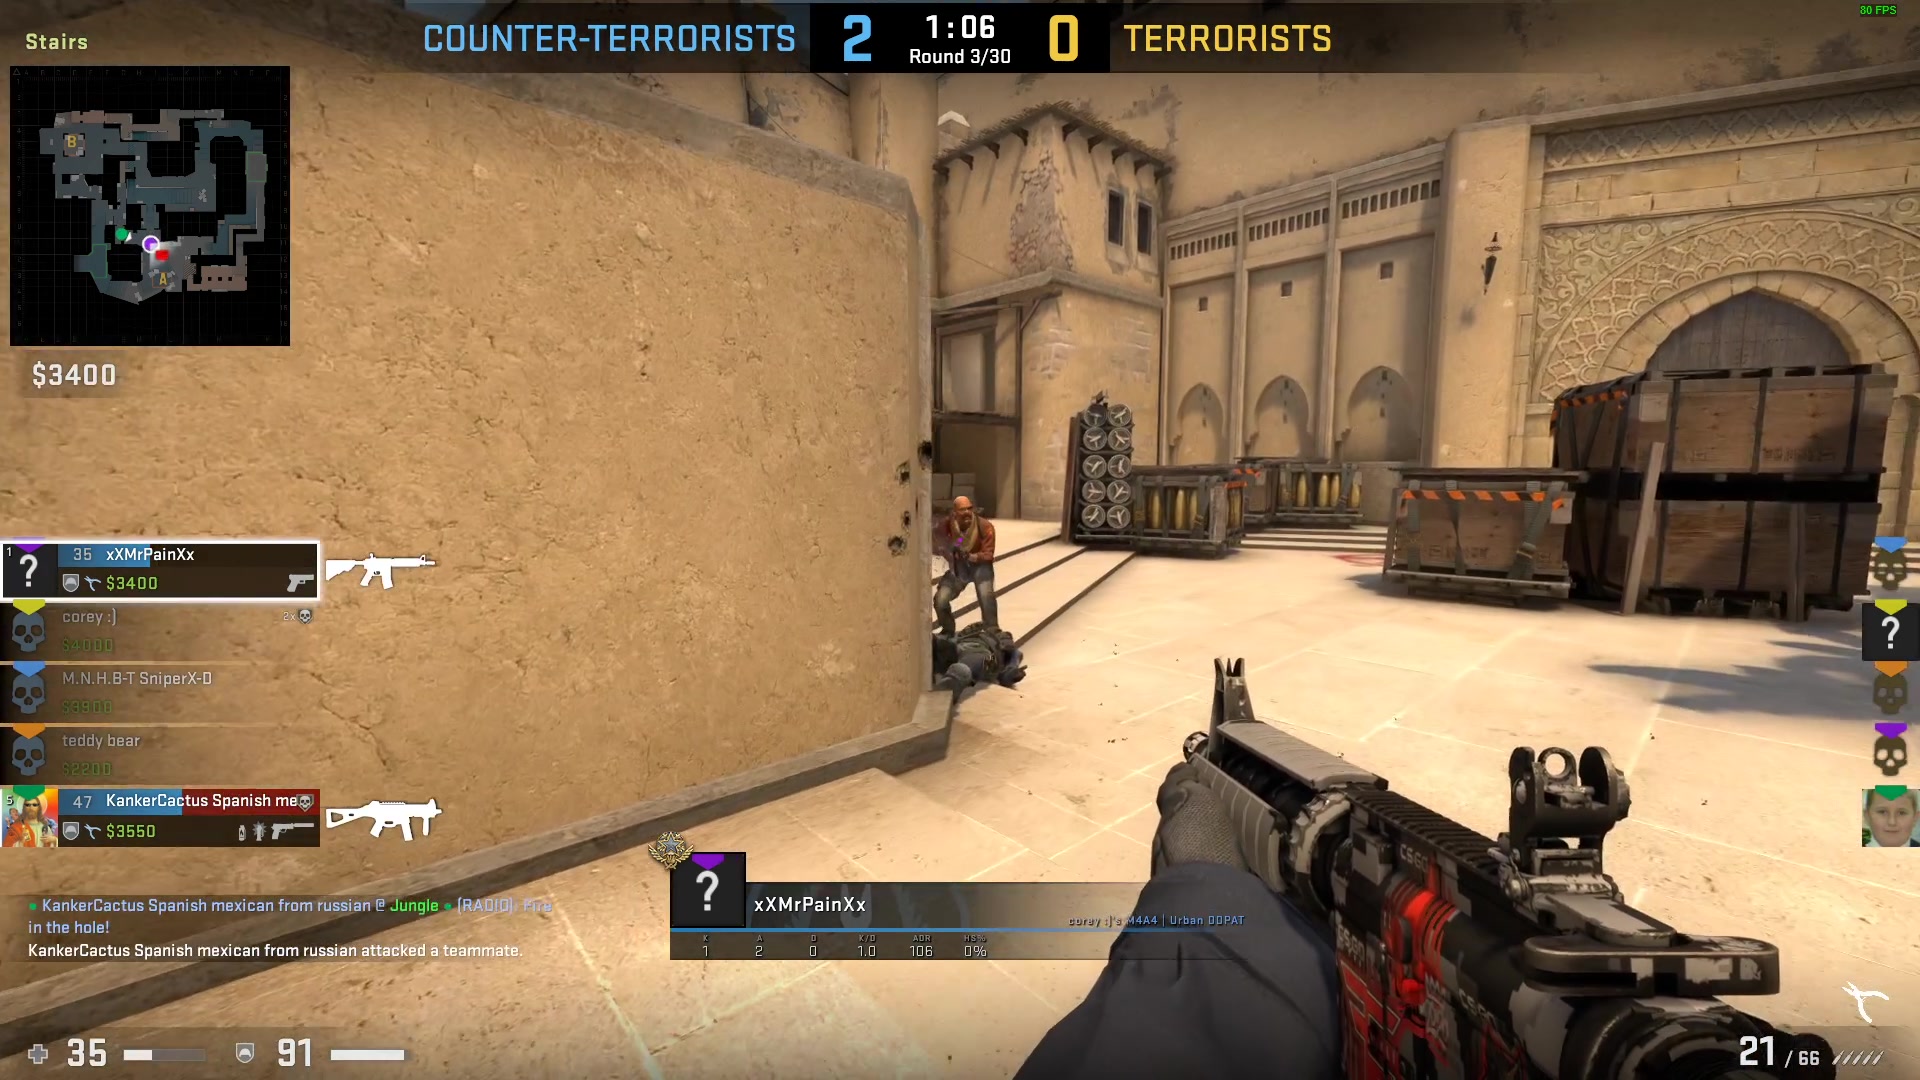 80 FPS
COUNTER-TERRORISTS 2 1:06 0 TERRORISTS
Round 3/30
Stairs
B
A
$3400
1 ? 35 xXMrPainXx
$3400
corey :) 2x
$4000
?
M.N.H.B-T SniperX-D
teddy bear
$2200
5 47 KankerCactus Spanish me
$3550
? xXMrPainXx
corey :)'s M4A4 | Urban DDPAT
K A D K/D ADR HS%
1 2 0 1.0 106 0%
• KankerCactus Spanish mexican from russian @ Jungle • (RADIO): Fire
in the hole!
KankerCactus Spanish mexican from russian attacked a teammate.
35 91
21 / 66